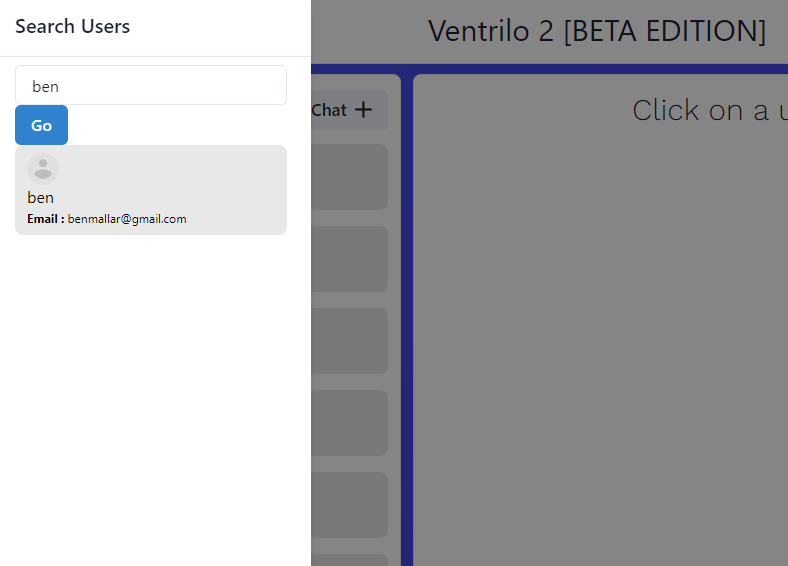 Search Users
ben
Go
ben
Email : benmallar@gmail.com
Ventrilo 2 [BETA EDITION]
Chat +
Click on a u